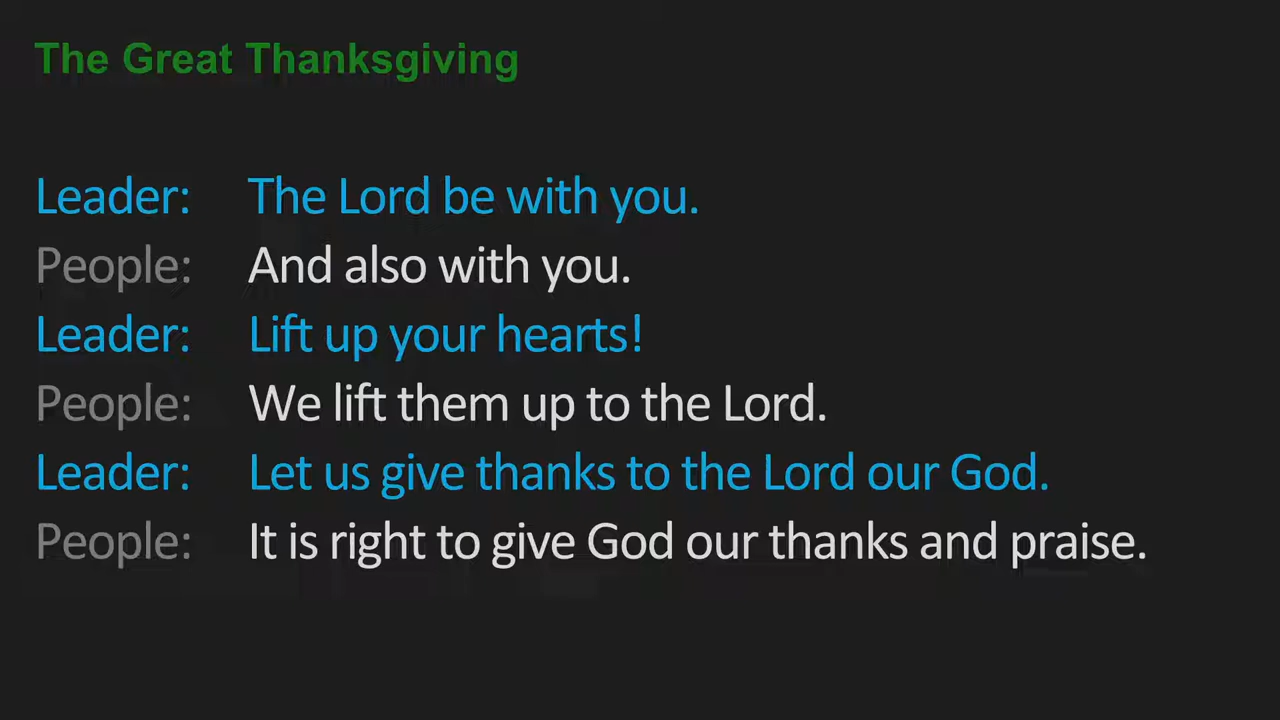 The Great Thanksgiving
Leader: The Lord be with you.
People: And also with you.
Leader: Lift up your hearts!
People: We lift them up to the Lord.
Leader: Let us give thanks to the Lord our God.
People: It is right to give God our thanks and praise.